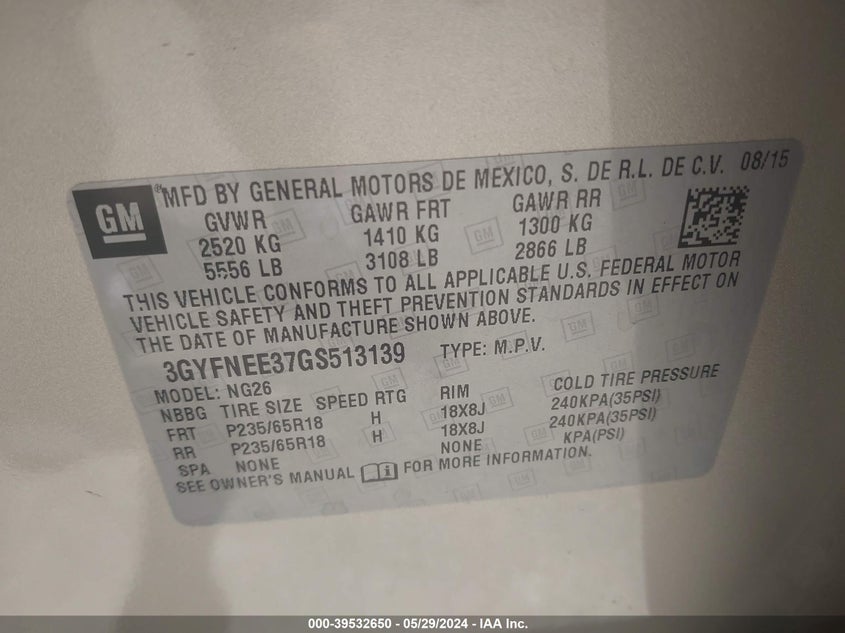 GM
® MFD BY GENERAL MOTORS DE MEXICO, S. DE R.L. DE C.V. 08/15
GVWR GAWR FRT GAWR RR
2520 KG 1410 KG 1300 KG
5556 LB 3108 LB 2866 LB
THIS VEHICLE CONFORMS TO ALL APPLICABLE U.S. FEDERAL MOTOR
VEHICLE SAFETY AND THEFT PREVENTION STANDARDS IN EFFECT ON
THE DATE OF MANUFACTURE SHOWN ABOVE.
3GYFNEE37GS513139 TYPE: M.P.V.
MODEL: NG26
NBBG TIRE SIZE SPEED RTG RIM COLD TIRE PRESSURE
FRT P235/65R18 H 18X8J 240KPA(35PSI)
RR P235/65R18 H 18X8J 240KPA(35PSI)
SPA NONE NONE KPA(PSI)
SEE OWNER'S MANUAL FOR MORE INFORMATION.
000-39532650 - 05/29/2024 - IAA Inc.